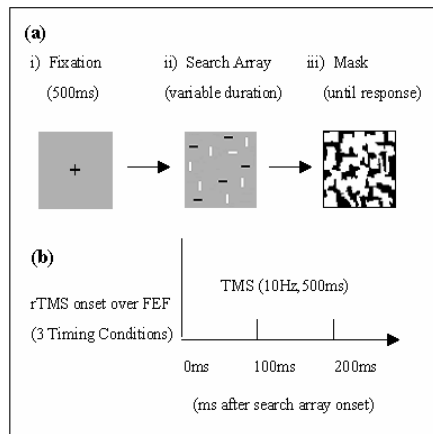 (a)
i) Fixation
(500ms)
ii) Search Array
(variable duration)
iii) Mask
(until response)
(b)
TMS (10Hz, 500ms)
rTMS onset over FEF
(3 Timing Conditions)
0ms 100ms 200ms
(ms after search array onset)